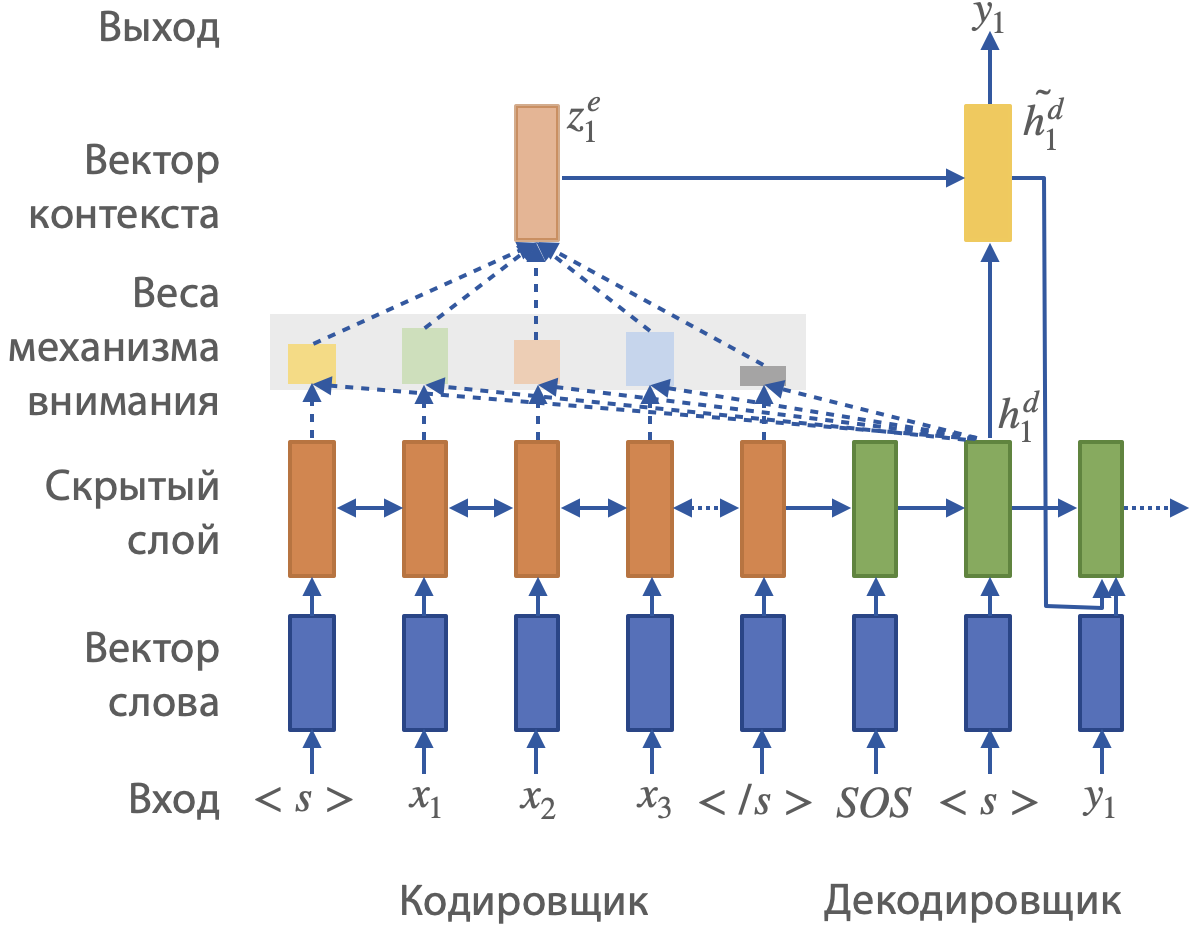 Выход
y₁
Вектор
контекста
z₁ᵉ
h̃₁ᵈ
Веса
механизма
внимания
h₁ᵈ
Скрытый
слой
Вектор
слова
Вход < s > x₁ x₂ x₃ < /s > SOS < s > y₁
Кодировщик Декодировщик